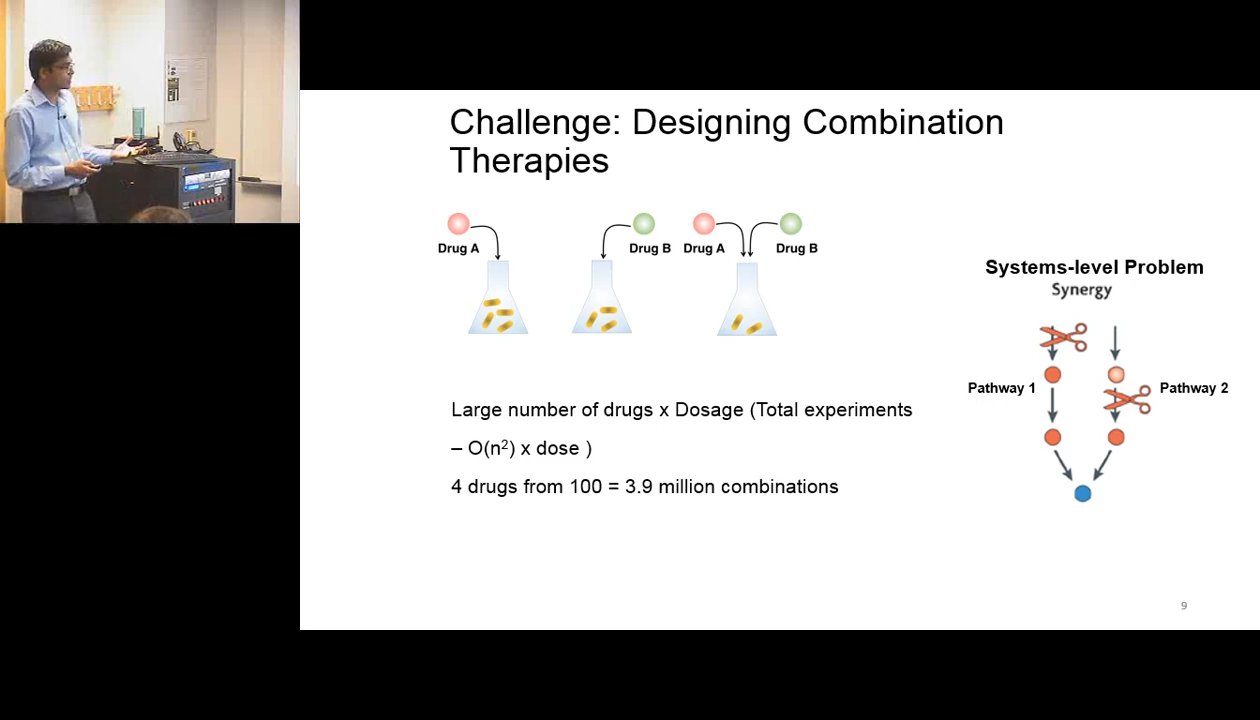 Challenge: Designing Combination
Therapies
Drug A
Drug B
Drug A
Drug B
Large number of drugs x Dosage (Total experiments
– O(n²) x dose )
4 drugs from 100 = 3.9 million combinations
Systems-level Problem
Synergy
Pathway 1
Pathway 2
9